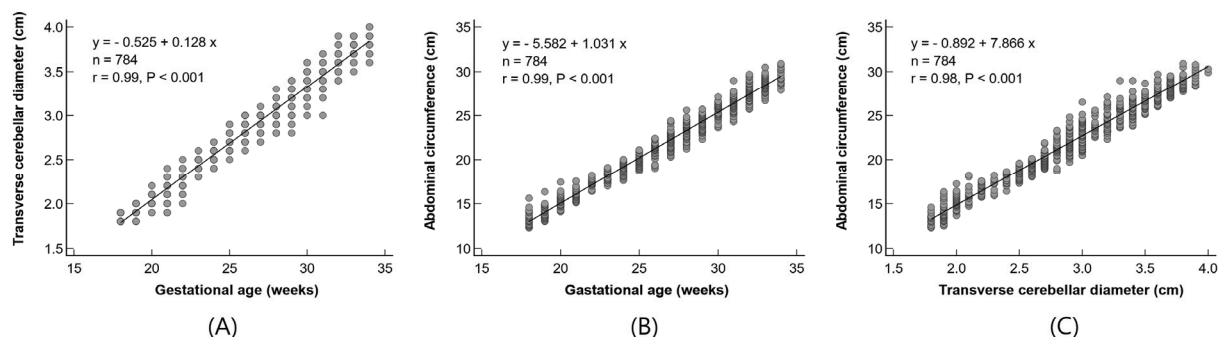 Transverse cerebellar diameter (cm)
4.0
3.5
3.0
2.5
2.0
1.5
y = - 0.525 + 0.128 x
n = 784
r = 0.99, P < 0.001
15 20 25 30 35
Gestational age (weeks)
(A)
Abdominal circumference (cm)
35
30
25
20
15
10
y = - 5.582 + 1.031 x
n = 784
r = 0.99, P < 0.001
15 20 25 30 35
Gastational age (weeks)
(B)
Abdominal circumference (cm)
35
30
25
20
15
10
y = - 0.892 + 7.866 x
n = 784
r = 0.98, P < 0.001
1.5 2.0 2.5 3.0 3.5 4.0
Transverse cerebellar diameter (cm)
(C)